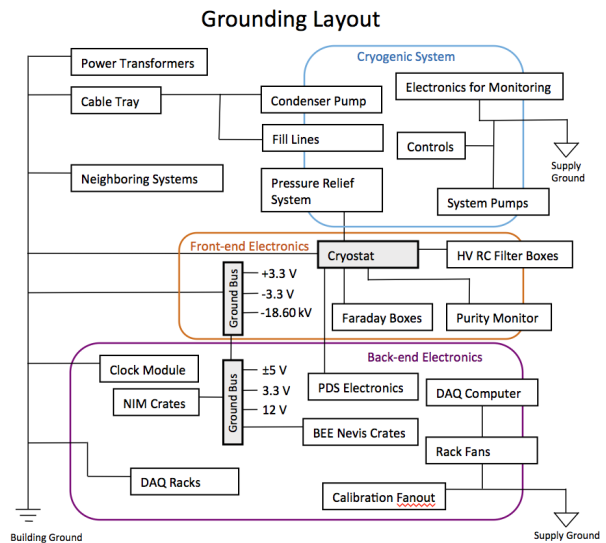 Grounding Layout
Power Transformers
Cryogenic System
Electronics for Monitoring
Cable Tray
Condenser Pump
Fill Lines
Controls
Supply
Ground
Neighboring Systems
Pressure Relief
System
System Pumps
Front-end Electronics
Cryostat
HV RC Filter Boxes
Ground Bus
+3.3 V
-3.3 V
-18.60 kV
Faraday Boxes
Purity Monitor
Back-end Electronics
Clock Module
Ground Bus
±5 V
3.3 V
12 V
PDS Electronics
DAQ Computer
NIM Crates
BEE Nevis Crates
Rack Fans
DAQ Racks
Calibration Fanout
Building Ground
Supply Ground